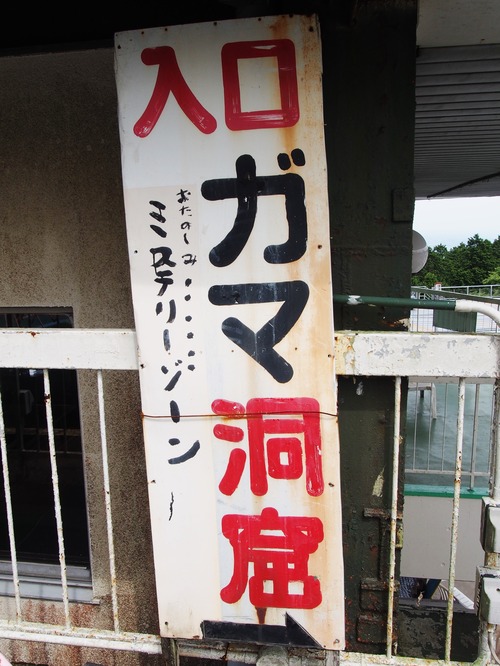 入口
ガマ洞窟
おたのしみ・・・・・・・
ミステリーゾーン〜
→